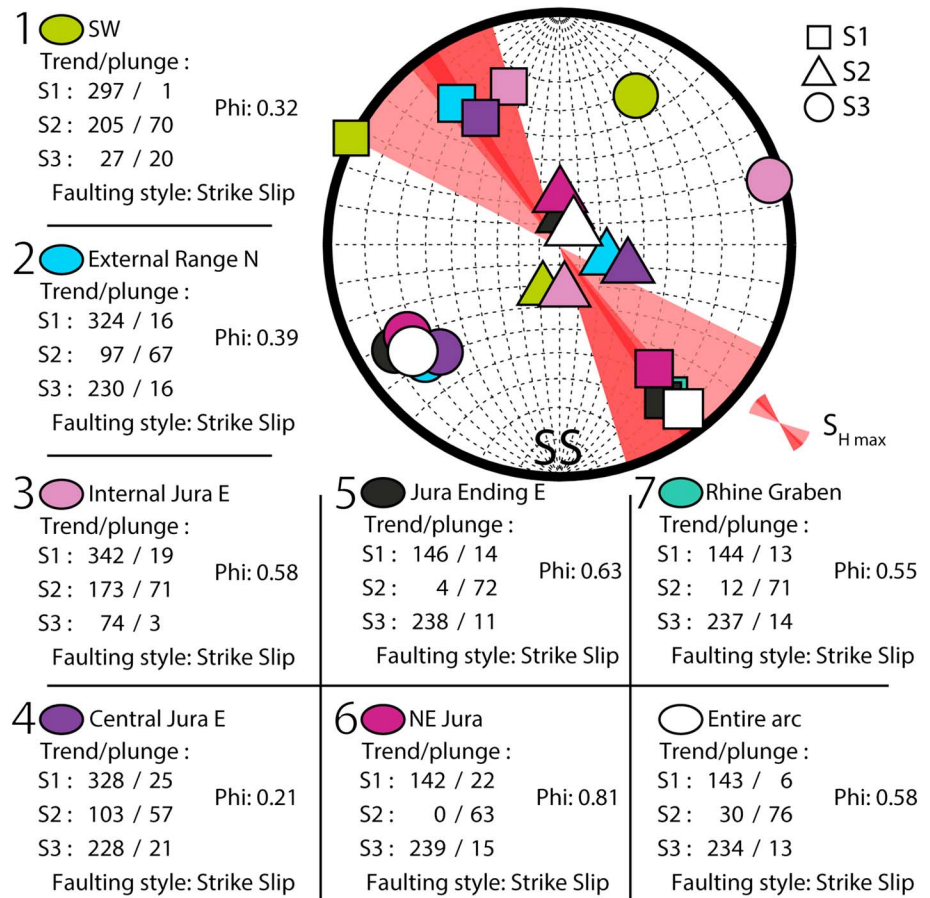 1 SW
Trend/plunge :
S1 : 297 / 1
S2 : 205 / 70
S3 : 27 / 20
Phi: 0.32
Faulting style: Strike Slip
2 External Range N
Trend/plunge :
S1 : 324 / 16
S2 : 97 / 67
S3 : 230 / 16
Phi: 0.39
Faulting style: Strike Slip
S1
S2
S3
SS
SH max
3 Internal Jura E
Trend/plunge :
S1 : 342 / 19
S2 : 173 / 71
S3 : 74 / 3
Phi: 0.58
Faulting style: Strike Slip
5 Jura Ending E
Trend/plunge :
S1 : 146 / 14
S2 : 4 / 72
S3 : 238 / 11
Phi: 0.63
Faulting style: Strike Slip
7 Rhine Graben
Trend/plunge :
S1 : 144 / 13
S2 : 12 / 71
S3 : 237 / 14
Phi: 0.55
Faulting style: Strike Slip
4 Central Jura E
Trend/plunge :
S1 : 328 / 25
S2 : 103 / 57
S3 : 228 / 21
Phi: 0.21
Faulting style: Strike Slip
6 NE Jura
Trend/plunge :
S1 : 142 / 22
S2 : 0 / 63
S3 : 239 / 15
Phi: 0.81
Faulting style: Strike Slip
Entire arc
Trend/plunge :
S1 : 143 / 6
S2 : 30 / 76
S3 : 234 / 13
Phi: 0.58
Faulting style: Strike Slip